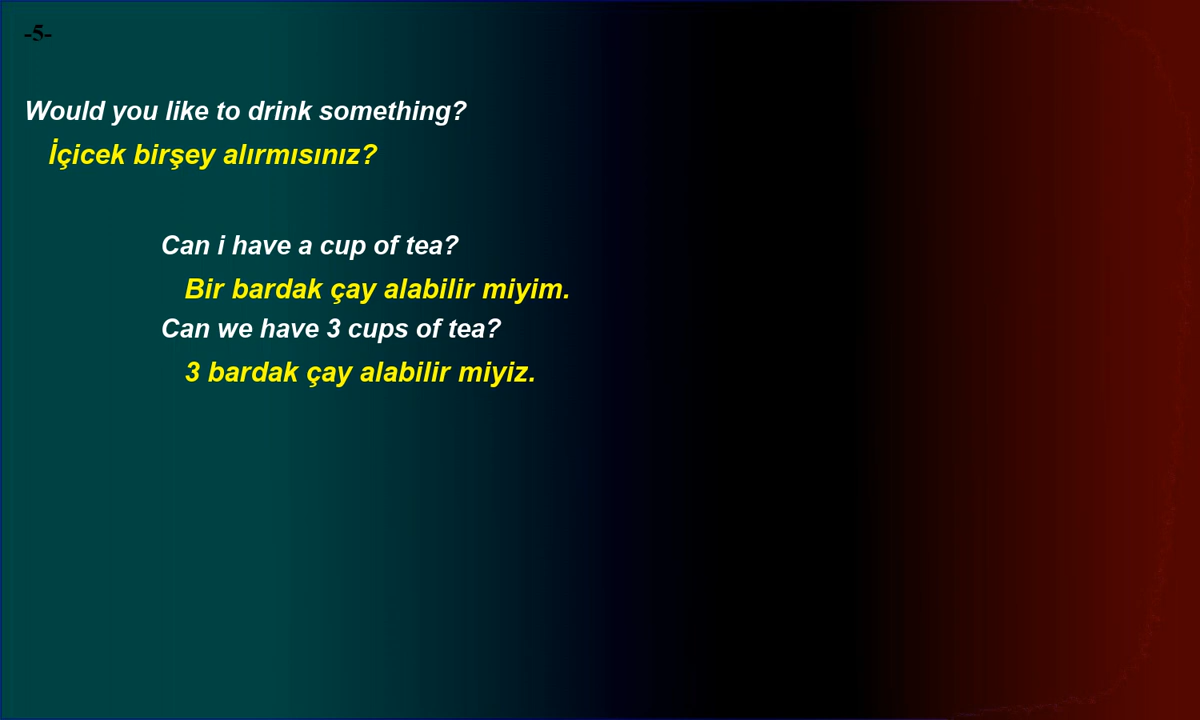 -5-
Would you like to drink something?
İçicek birşey alırmısınız?
Can i have a cup of tea?
Bir bardak çay alabilir miyim.
Can we have 3 cups of tea?
3 bardak çay alabilir miyiz.